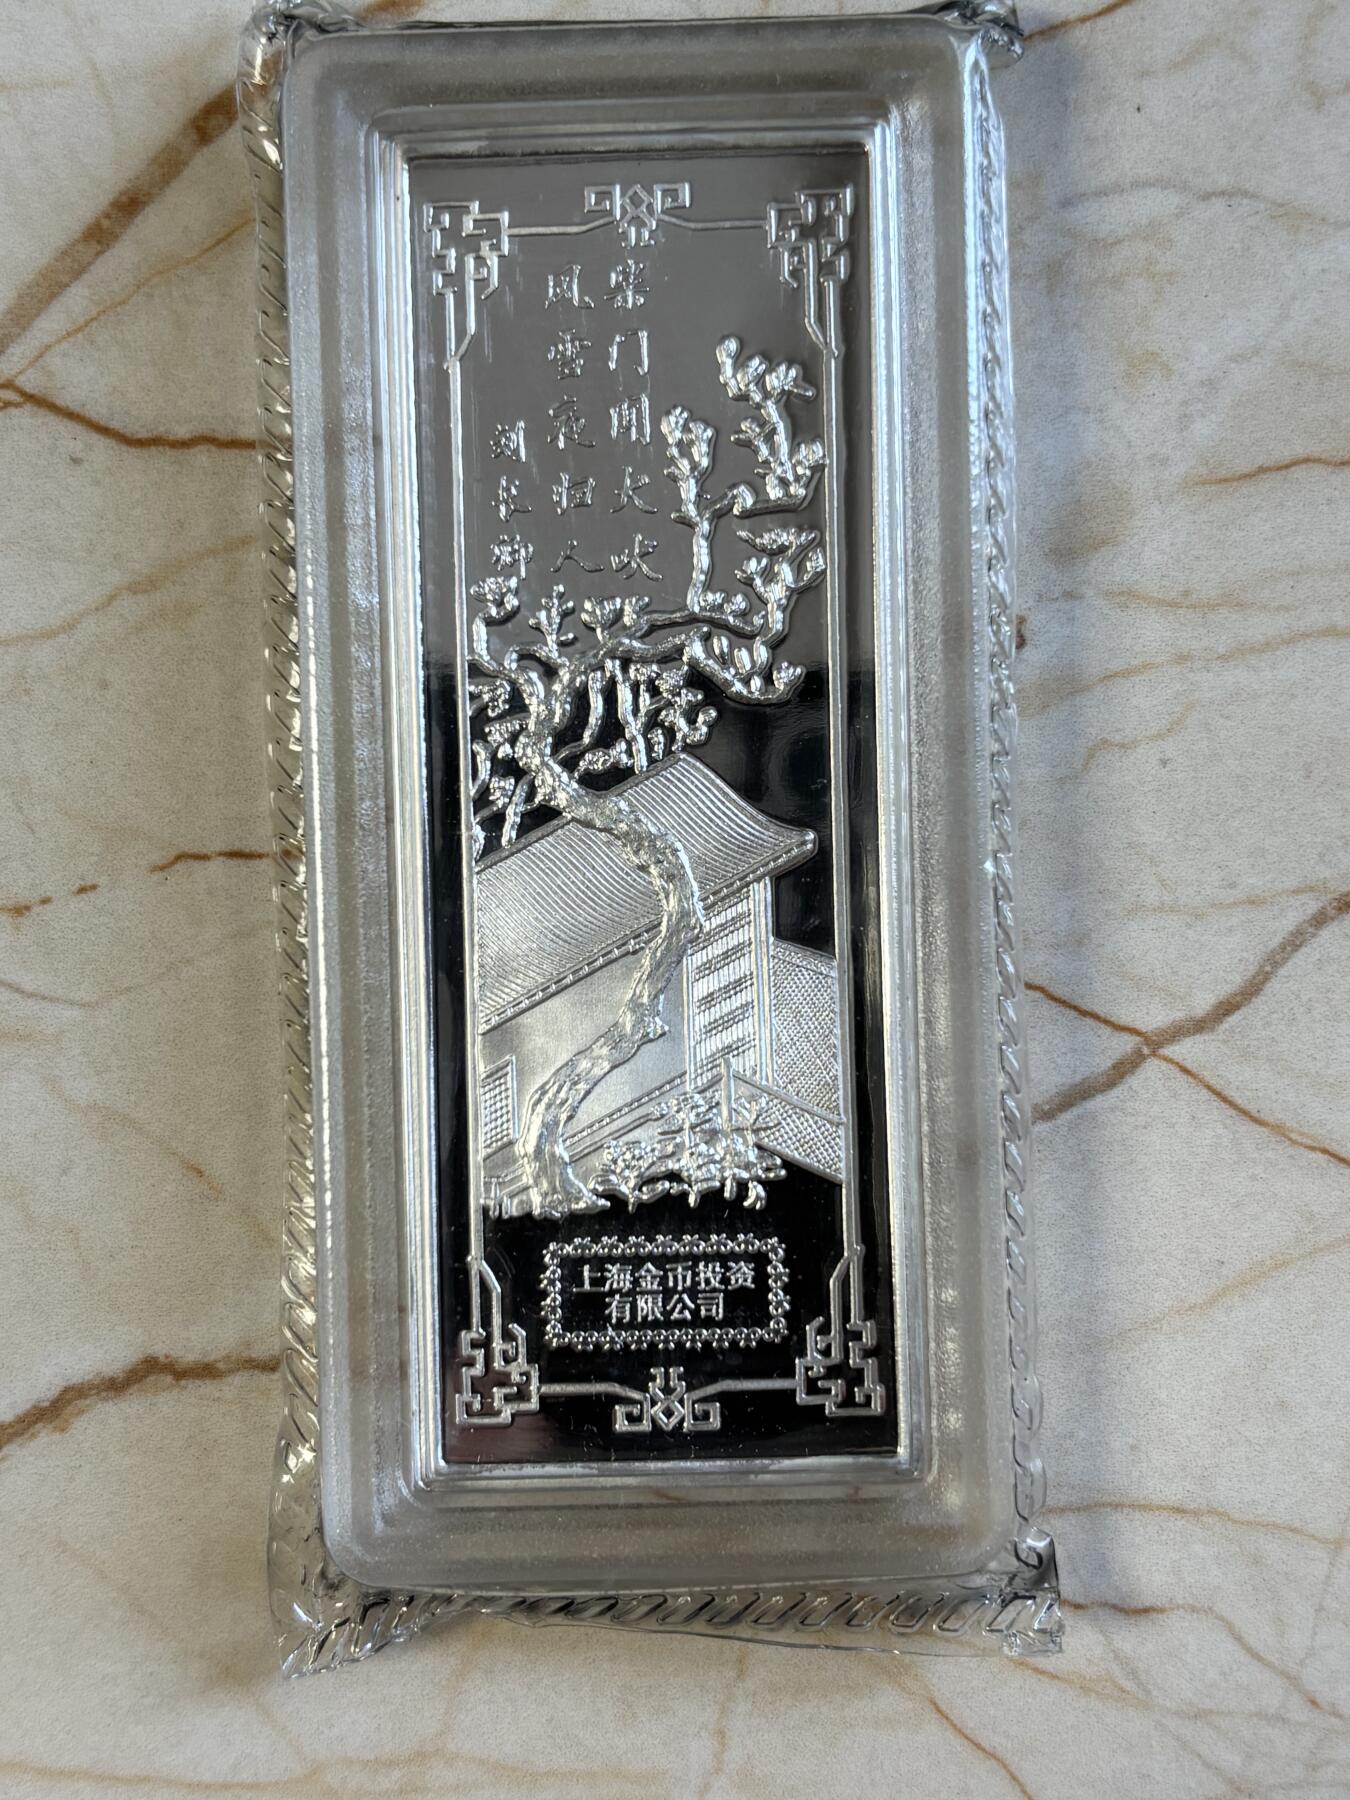 柴门闻犬吠
风雪夜归人
刘长卿
上海金币投资
有限公司